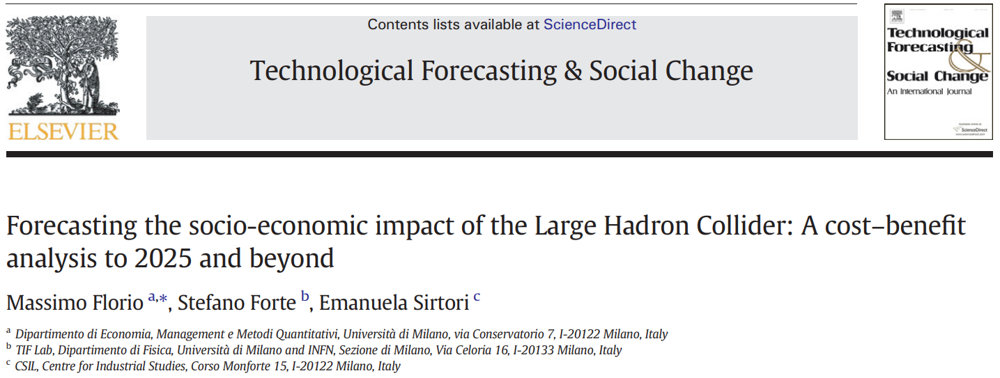 Contents lists available at ScienceDirect
Technological Forecasting & Social Change
ELSEVIER
Technological
Forecasting
&
Social Change
An International Journal
ScienceDirect
Forecasting the socio-economic impact of the Large Hadron Collider: A cost–benefit
analysis to 2025 and beyond
Massimo Florio a,*, Stefano Forte b, Emanuela Sirtori c
a Dipartimento di Economia, Management e Metodi Quantitativi, Università di Milano, via Conservatorio 7, I-20122 Milano, Italy
b TIF Lab, Dipartimento di Fisica, Università di Milano and INFN, Sezione di Milano, Via Celoria 16, I-20133 Milano, Italy
c CSIL, Centre for Industrial Studies, Corso Monforte 15, I-20122 Milano, Italy